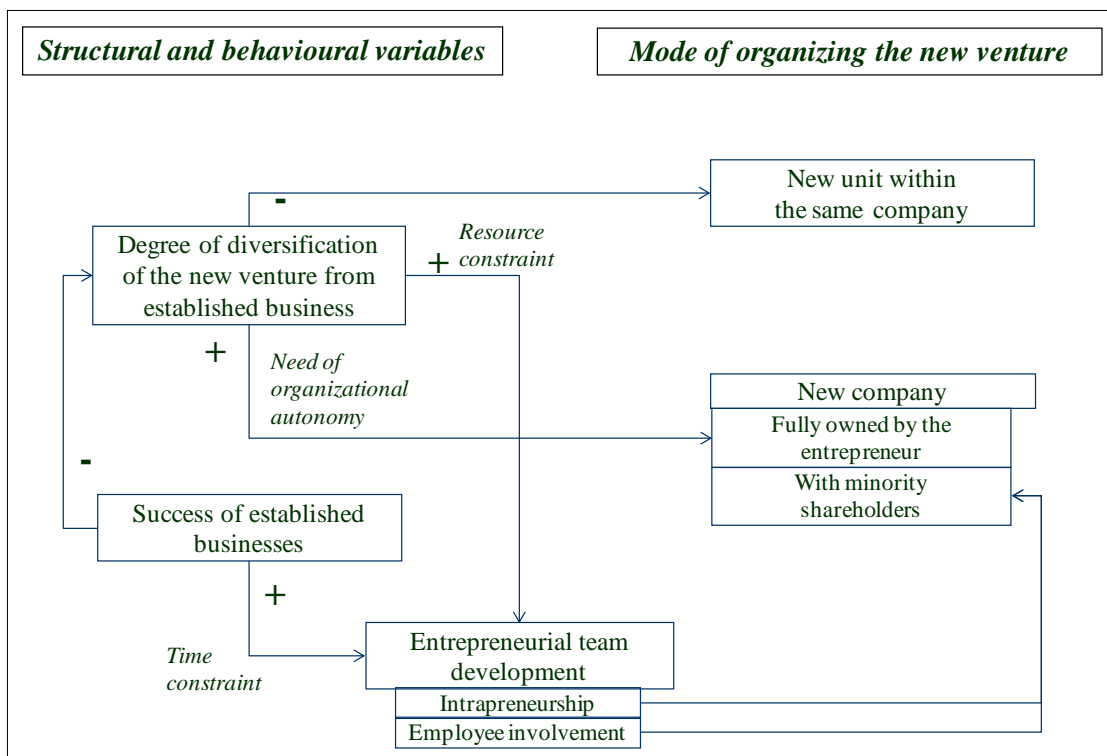 Structural and behavioural variables
Mode of organizing the new venture
New unit within
the same company
-
Degree of diversification
of the new venture from
established business
+
Resource
constraint
+
Need of
organizational
autonomy
New company
Fully owned by the
entrepreneur
With minority
shareholders
-
Success of established
businesses
+
Time
constraint
Entrepreneurial team
development
Intrapreneurship
Employee involvement